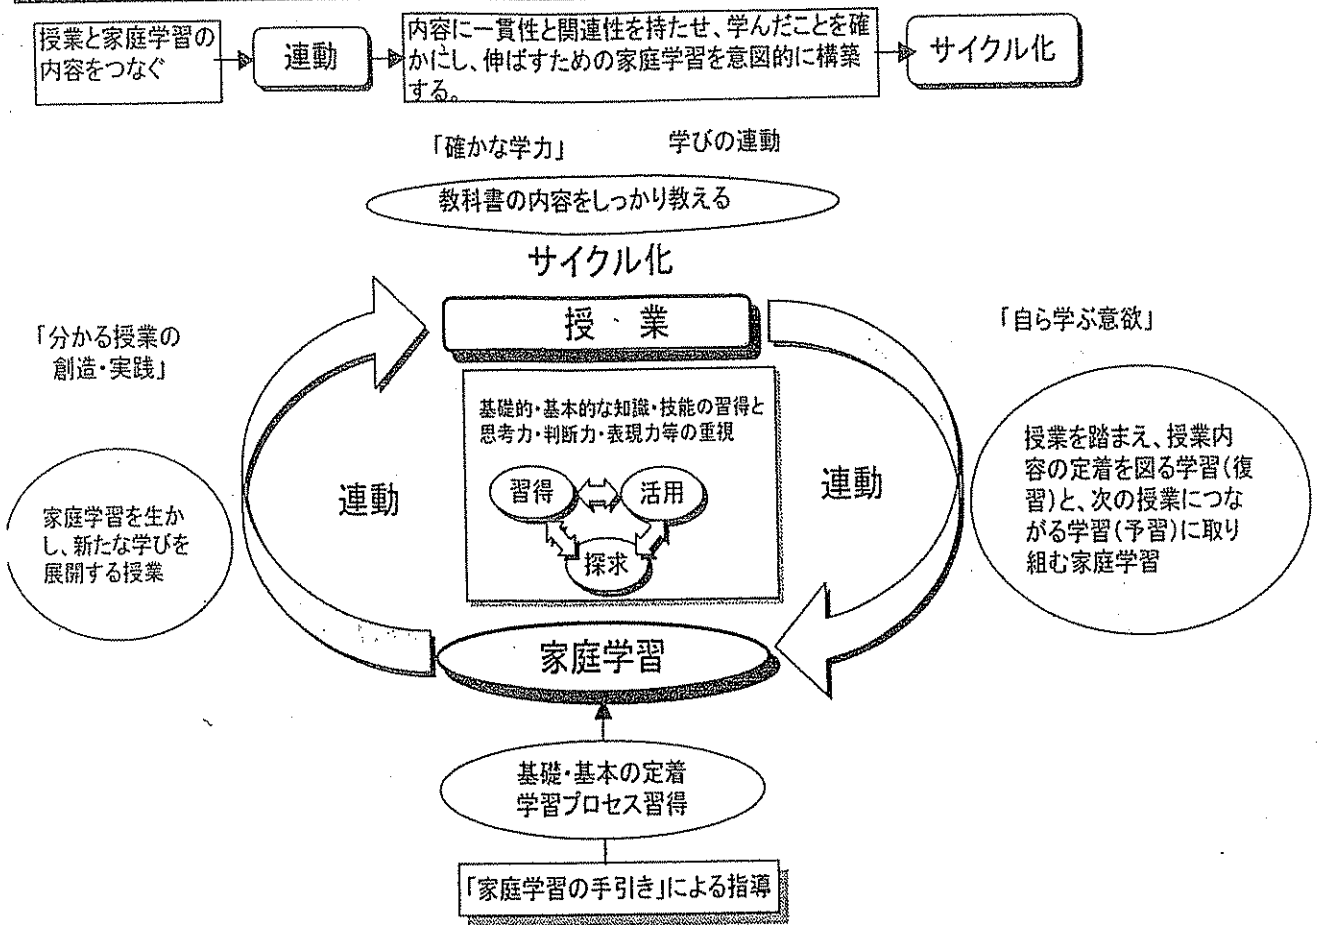 授業と家庭学習の
内容をつなぐ
連動
内容に一貫性と関連性を持たせ、学んだことを確
かにし、伸ばすための家庭学習を意図的に構築
する。
サイクル化
「確かな学力」 学びの連動
教科書の内容をしっかり教える
サイクル化
授・業
「分かる授業の
創造・実践」
「自ら学ぶ意欲」
基礎的・基本的な知識・技能の習得と
思考力・判断力・表現力等の重視
習得
活用
探求
連動
連動
家庭学習を生か
し、新たな学びを
展開する授業
授業を踏まえ、授業内
容の定着を図る学習(復
習)と、次の授業につな
がる学習(予習)に取り
組む家庭学習
家庭学習
基礎・基本の定着
学習プロセス習得
「家庭学習の手引き」による指導